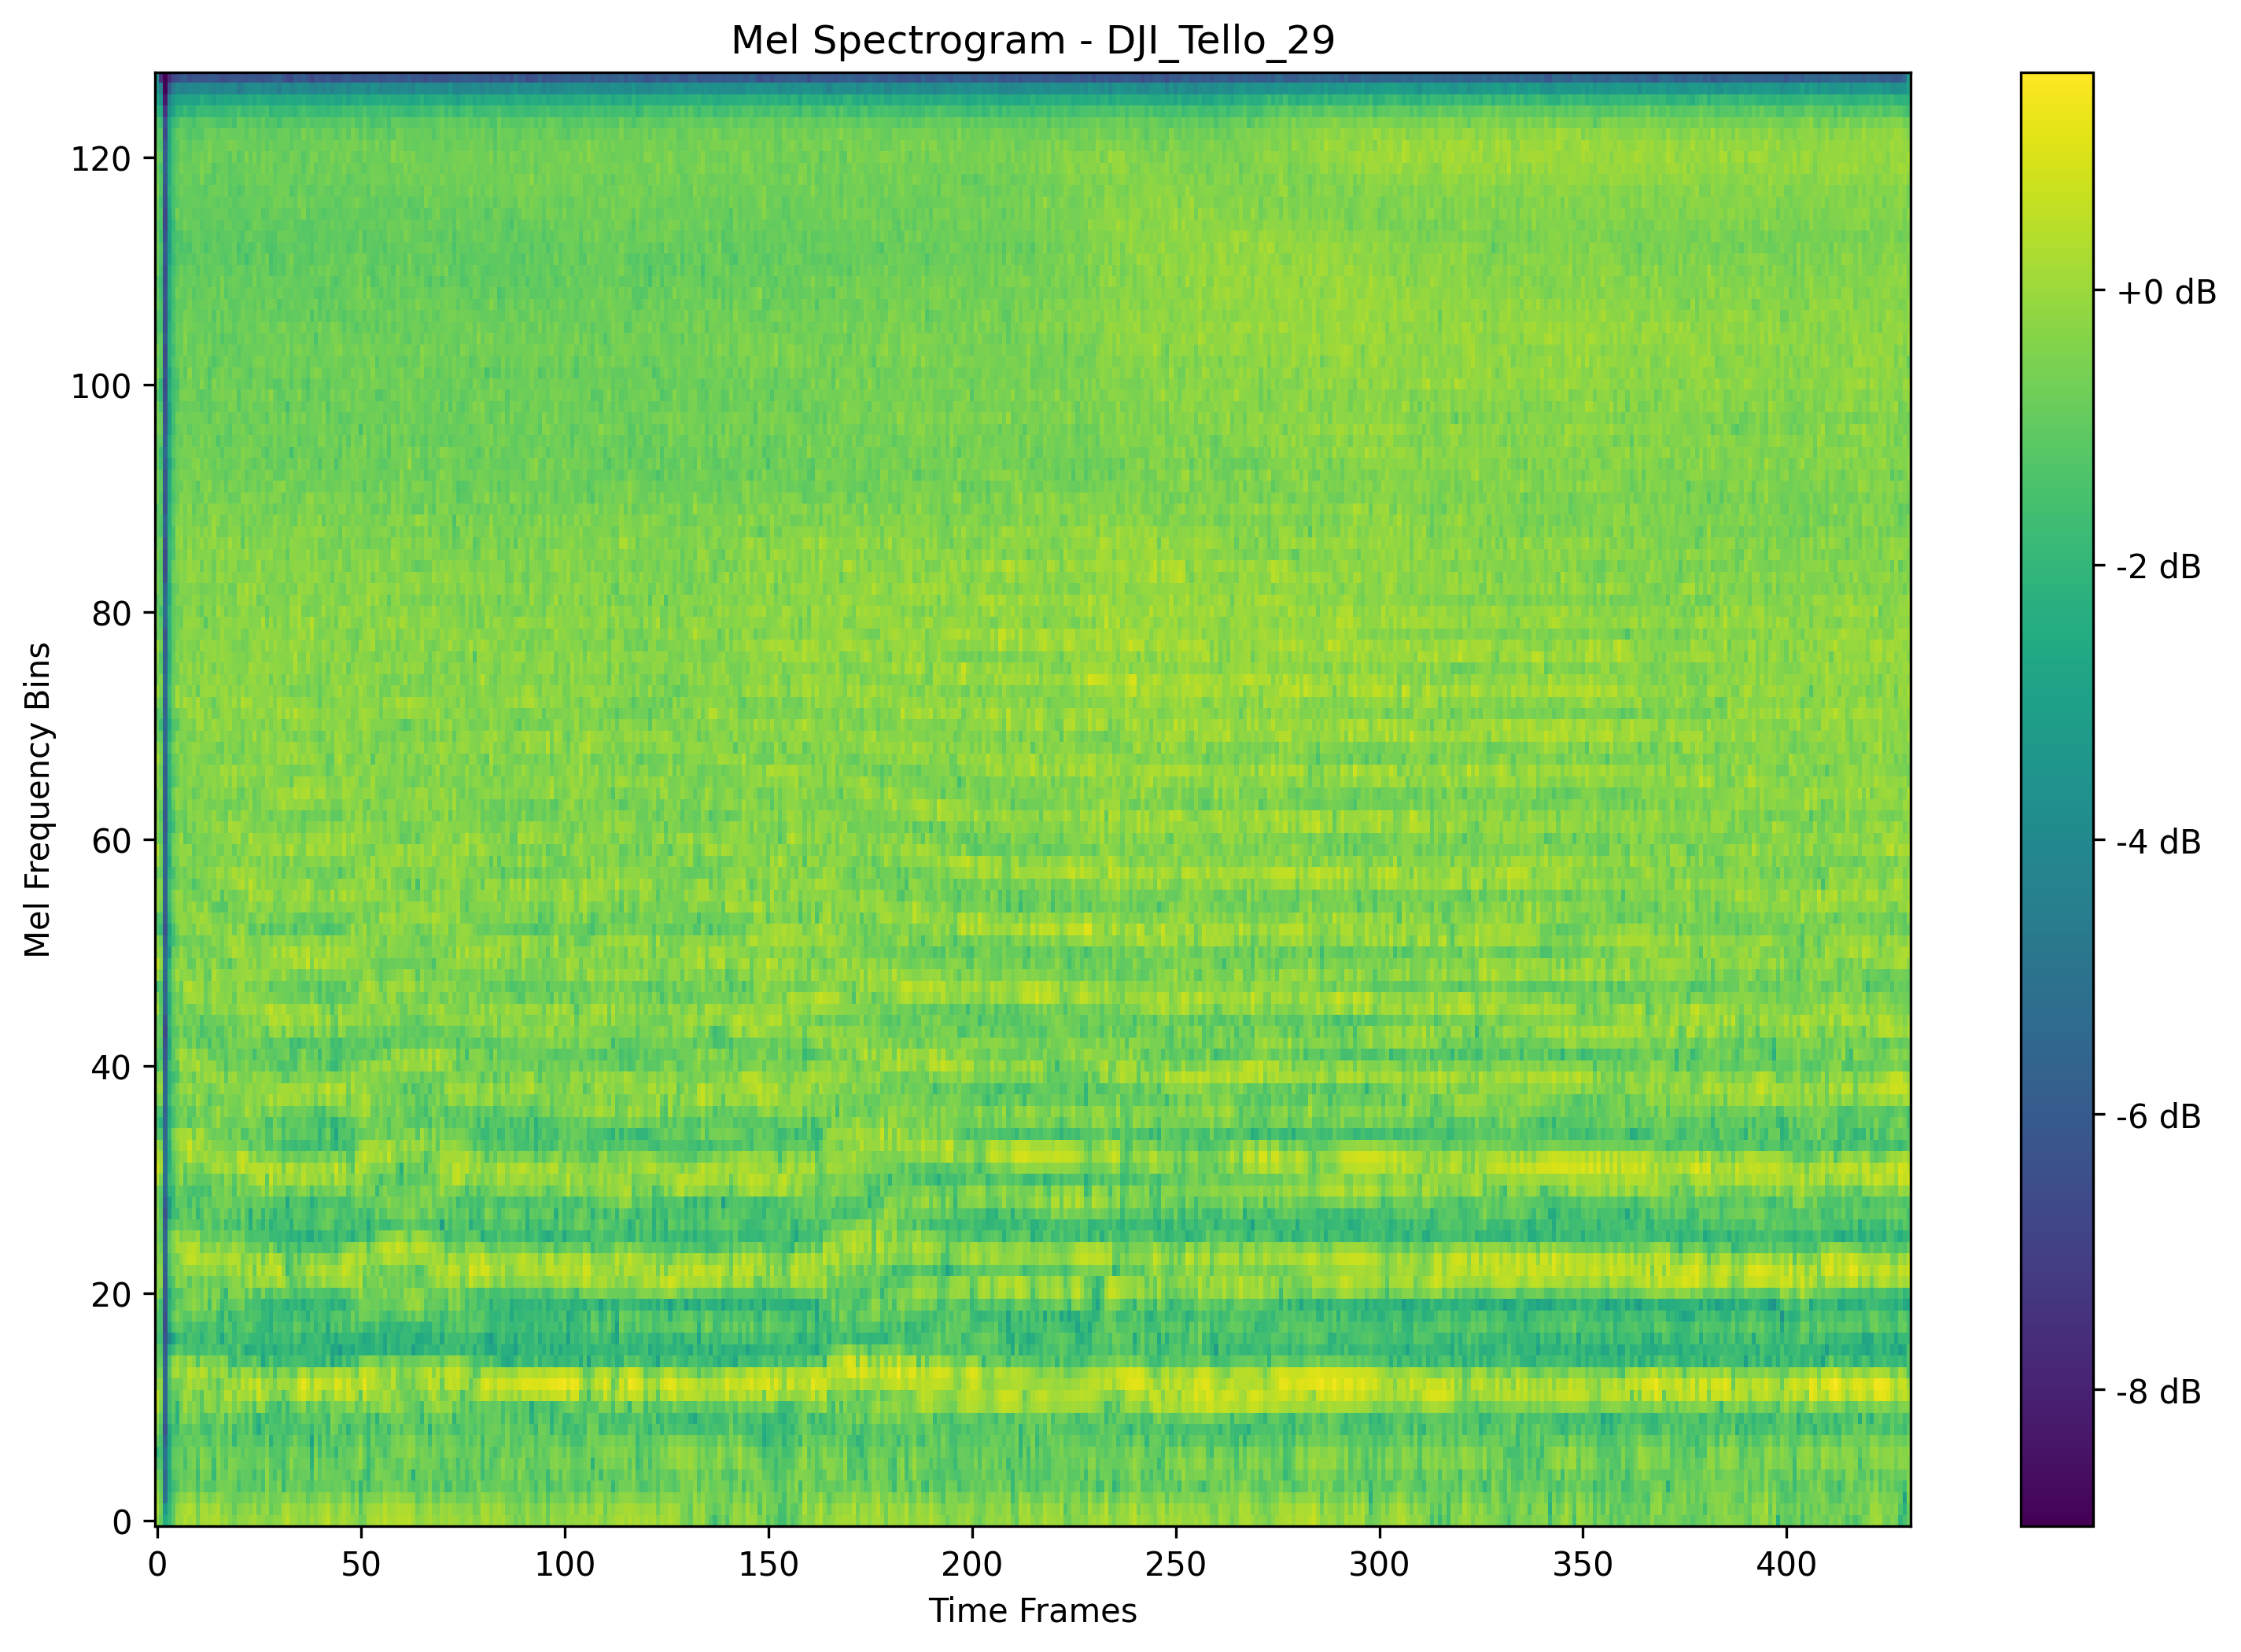 Mel Spectrogram - DJI_Tello_29
Mel Frequency Bins
120
100
80
60
40
20
0
0 50 100 150 200 250 300 350 400
Time Frames
+0 dB
-2 dB
-4 dB
-6 dB
-8 dB